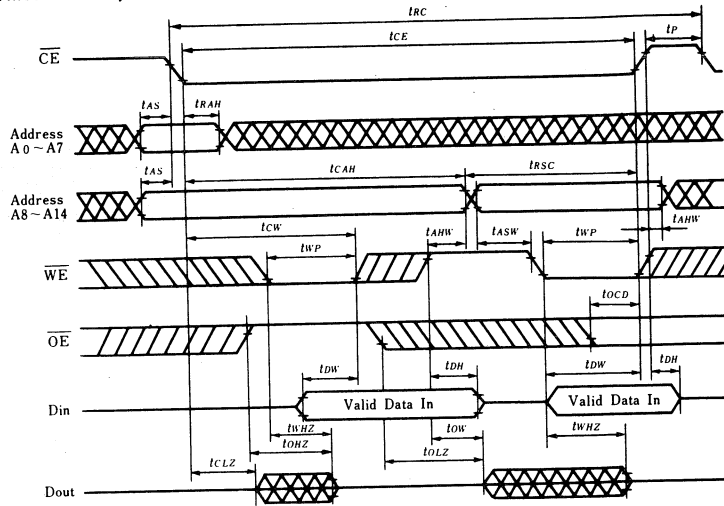 tRC
tCE
tP
CE
tAS
tRAH
Address
A0~A7
tCAH
tRSC
tAS
Address
A8~A14
tAHW
tCW
tWP
tAHW
tASW
tWP
WE
tOCD
OE
tDW
tDH
tDW
tDH
Din
Valid Data In
Valid Data In
tWHZ
tOW
tWHZ
tOHZ
tOLZ
tCLZ
Dout